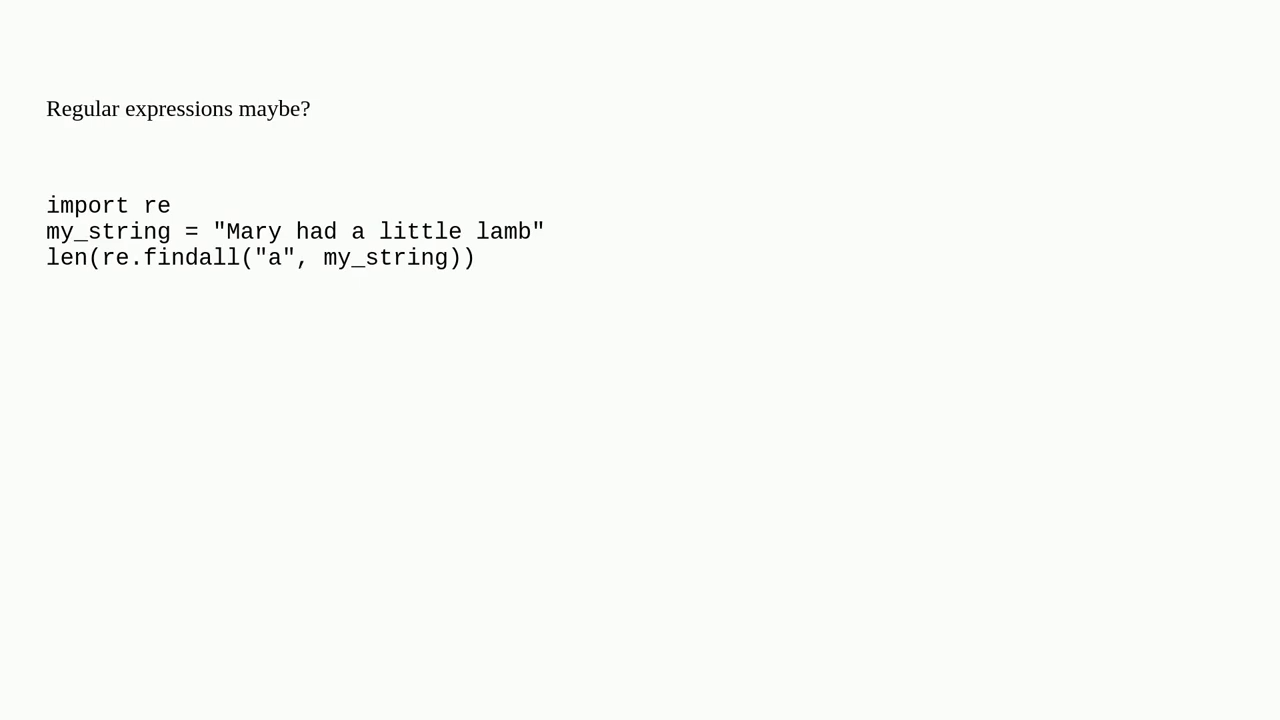 Regular expressions maybe?
import re
my_string = "Mary had a little lamb"
len(re.findall("a", my_string))